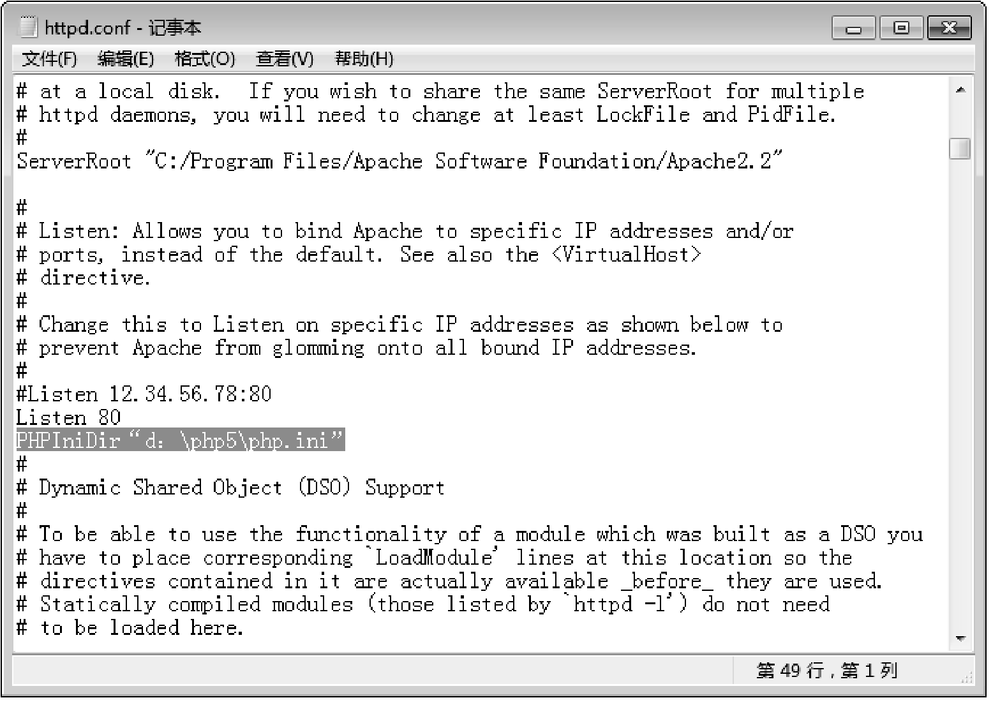 httpd.conf - 记事本
文件(F) 编辑(E) 格式(O) 查看(V) 帮助(H)
# at a local disk.  If you wish to share the same ServerRoot for multiple
# httpd daemons, you will need to change at least LockFile and PidFile.
#
ServerRoot "C:/Program Files/Apache Software Foundation/Apache2.2"
#
# Listen: Allows you to bind Apache to specific IP addresses and/or
# ports, instead of the default. See also the <VirtualHost>
# directive.
#
# Change this to Listen on specific IP addresses as shown below to
# prevent Apache from glomming onto all bound IP addresses.
#
#Listen 12.34.56.78:80
Listen 80
PHPIniDir“d：\php5\php.ini”
#
# Dynamic Shared Object (DSO) Support
#
# To be able to use the functionality of a module which was built as a DSO you
# have to place corresponding `LoadModule' lines at this location so the
# directives contained in it are actually available _before_ they are used.
# Statically compiled modules (those listed by `httpd -l') do not need
# to be loaded here.
第 49 行，第 1 列